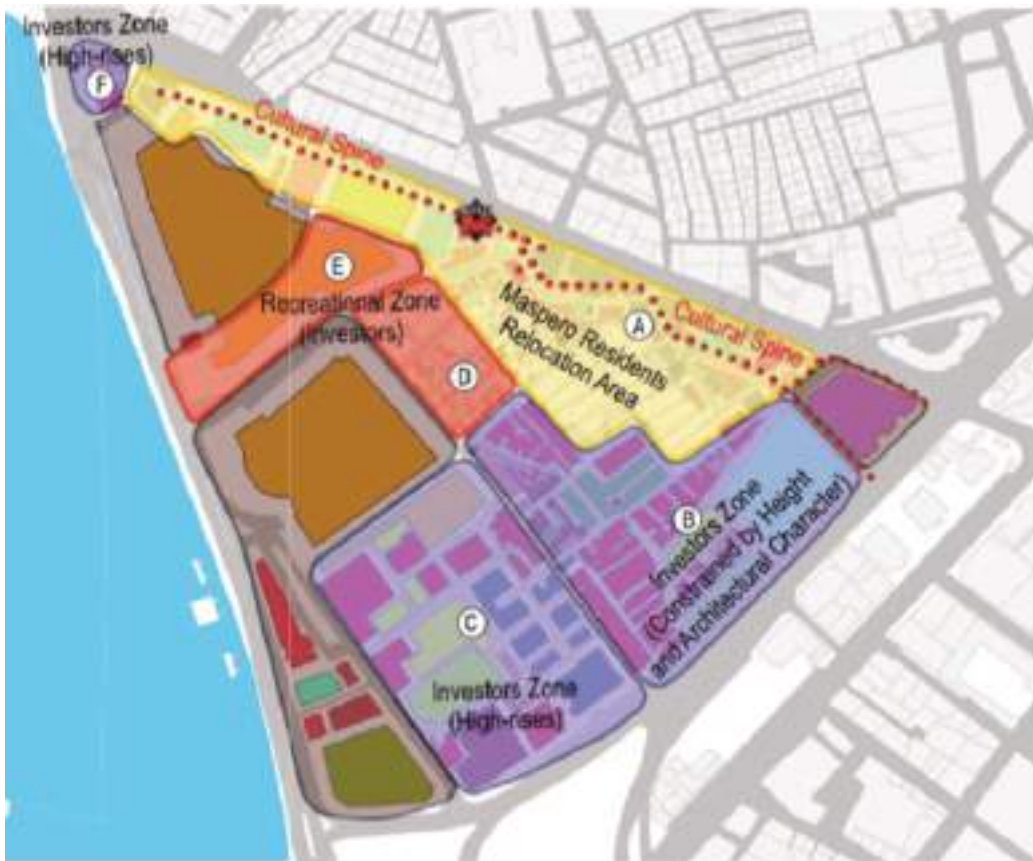 Investors Zone
(High-rises)
F
Cultural Spine
E
Recreational Zone
(Investors)
Maspero Residents
Relocation Area
A
Cultural Spine
D
B
Investors Zone
(Constrained by Height
and Architectural Character)
C
Investors Zone
(High-rises)